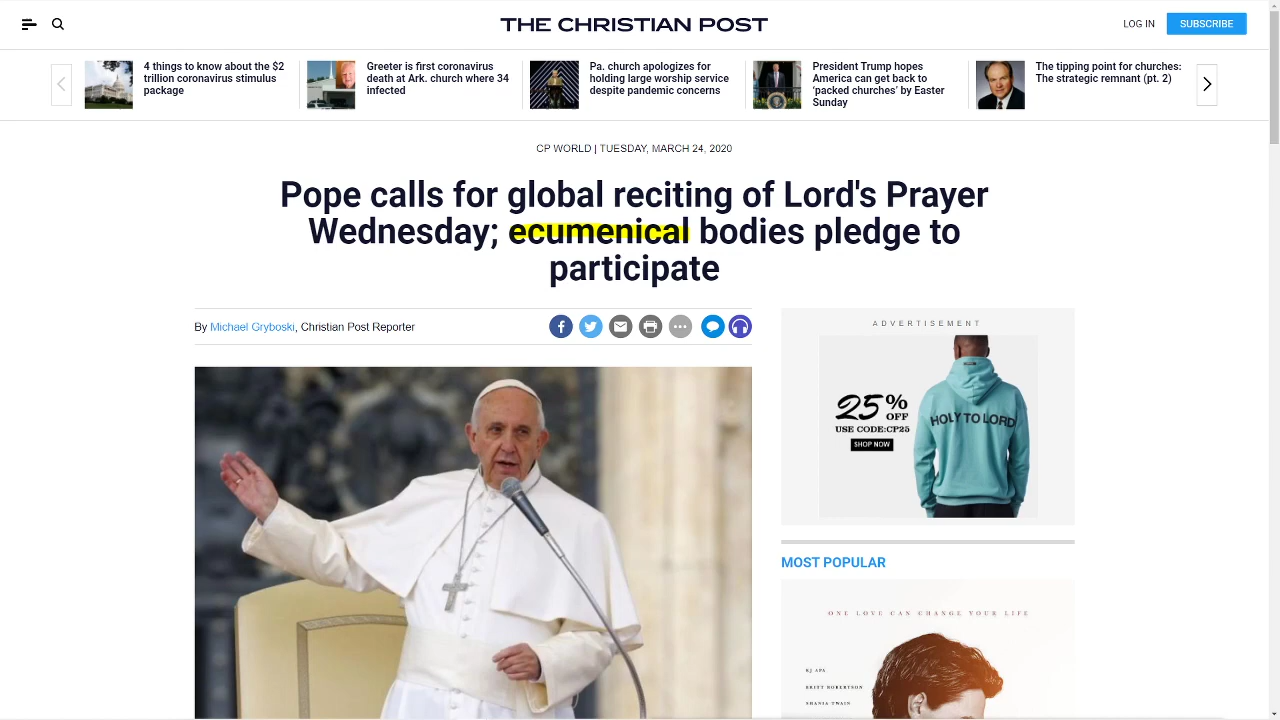 THE CHRISTIAN POST
LOG IN
SUBSCRIBE
4 things to know about the $2
trillion coronavirus stimulus
package
Greeter is first coronavirus
death at Ark. church where 34
infected
Pa. church apologizes for
holding large worship service
despite pandemic concerns
President Trump hopes
America can get back to
‘packed churches’ by Easter
Sunday
The tipping point for churches:
The strategic remnant (pt. 2)
CP WORLD | TUESDAY, MARCH 24, 2020
Pope calls for global reciting of Lord's Prayer
Wednesday; ecumenical bodies pledge to
participate
By Michael Gryboski, Christian Post Reporter
ADVERTISEMENT
25% OFF
USE CODE:CP25
SHOP NOW
HOLY TO LORD
MOST POPULAR
ONE LOVE CAN CHANGE YOUR LIFE
KJ APA
BRITT ROBERTSON
SHANIA TWAIN